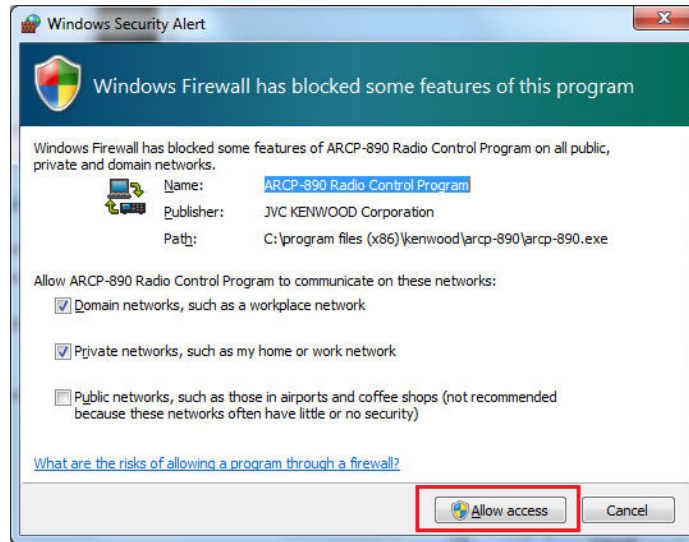 Windows Security Alert
Windows Firewall has blocked some features of this program
Windows Firewall has blocked some features of ARCP-890 Radio Control Program on all public,
private and domain networks.
Name: ARCP-890 Radio Control Program
Publisher: JVC KENWOOD Corporation
Path: C:\program files (x86)\kenwood\arcp-890\arcp-890.exe
Allow ARCP-890 Radio Control Program to communicate on these networks:
Domain networks, such as a workplace network
Private networks, such as my home or work network
Public networks, such as those in airports and coffee shops (not recommended
because these networks often have little or no security)
What are the risks of allowing a program through a firewall?
Allow access Cancel